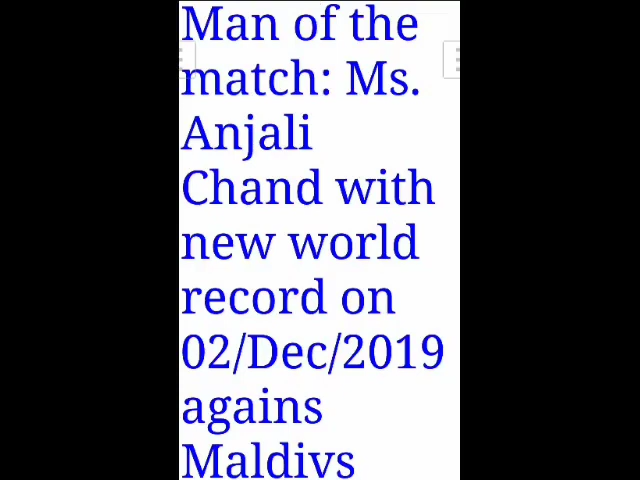 Man of the
match: Ms.
Anjali
Chand with
new world
record on
02/Dec/2019
agains
Maldivs